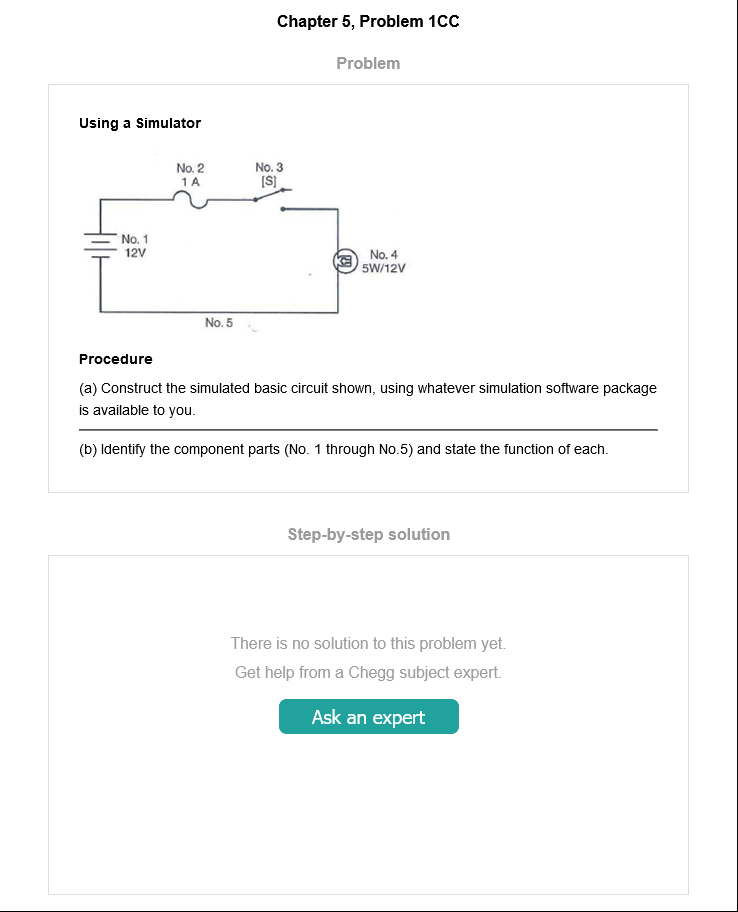 Chapter 5, Problem 1CC
Problem
Using a Simulator
No. 2
1 A
No. 3
[S]
No. 1
12V
No. 4
5W/12V
No. 5
Procedure
(a) Construct the simulated basic circuit shown, using whatever simulation software package
is available to you.
(b) Identify the component parts (No. 1 through No.5) and state the function of each.
Step-by-step solution
There is no solution to this problem yet.
Get help from a Chegg subject expert.
Ask an expert